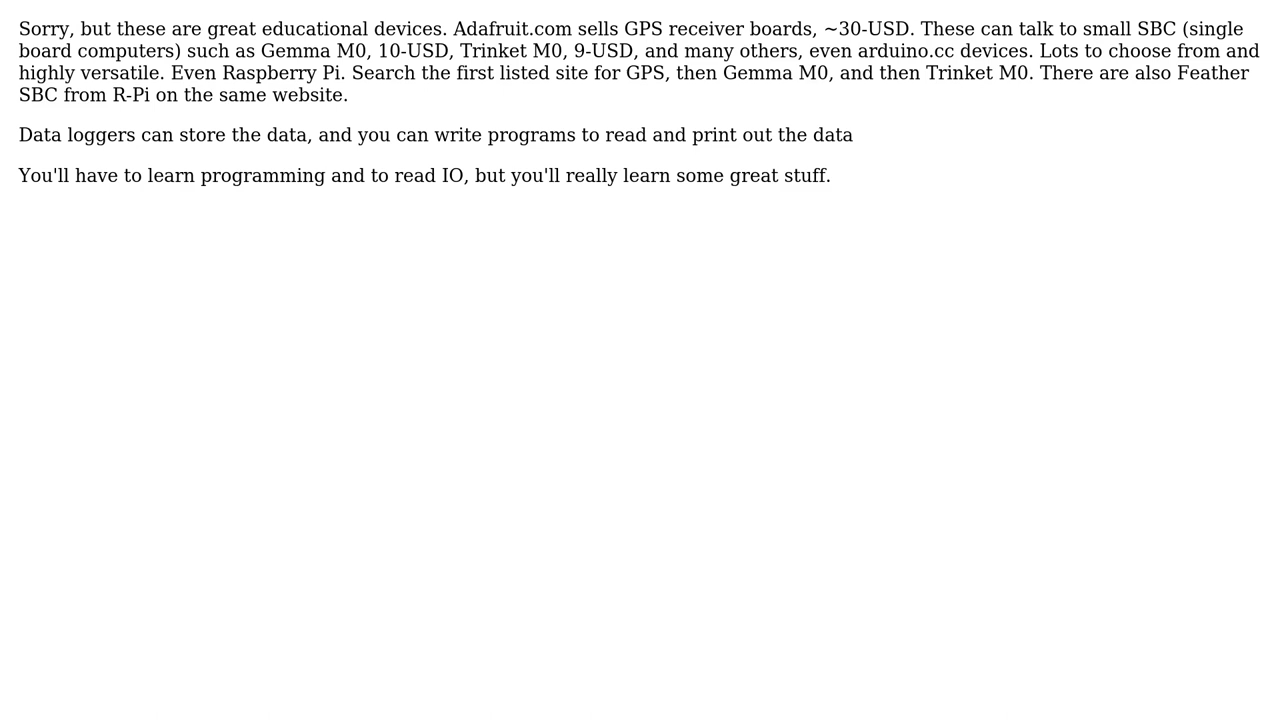 Sorry, but these are great educational devices. Adafruit.com sells GPS receiver boards, ~30-USD. These can talk to small SBC (single
board computers) such as Gemma M0, 10-USD, Trinket M0, 9-USD, and many others, even arduino.cc devices. Lots to choose from and
highly versatile. Even Raspberry Pi. Search the first listed site for GPS, then Gemma M0, and then Trinket M0. There are also Feather
SBC from R-Pi on the same website.
Data loggers can store the data, and you can write programs to read and print out the data
You'll have to learn programming and to read IO, but you'll really learn some great stuff.